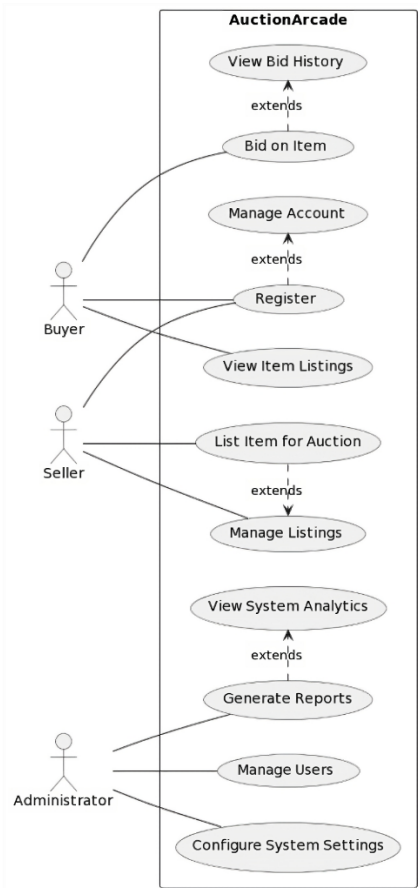 AuctionArcade
View Bid History
extends
Bid on Item
Manage Account
extends
Register
Buyer
View Item Listings
List Item for Auction
Seller
extends
Manage Listings
View System Analytics
extends
Generate Reports
Manage Users
Administrator
Configure System Settings